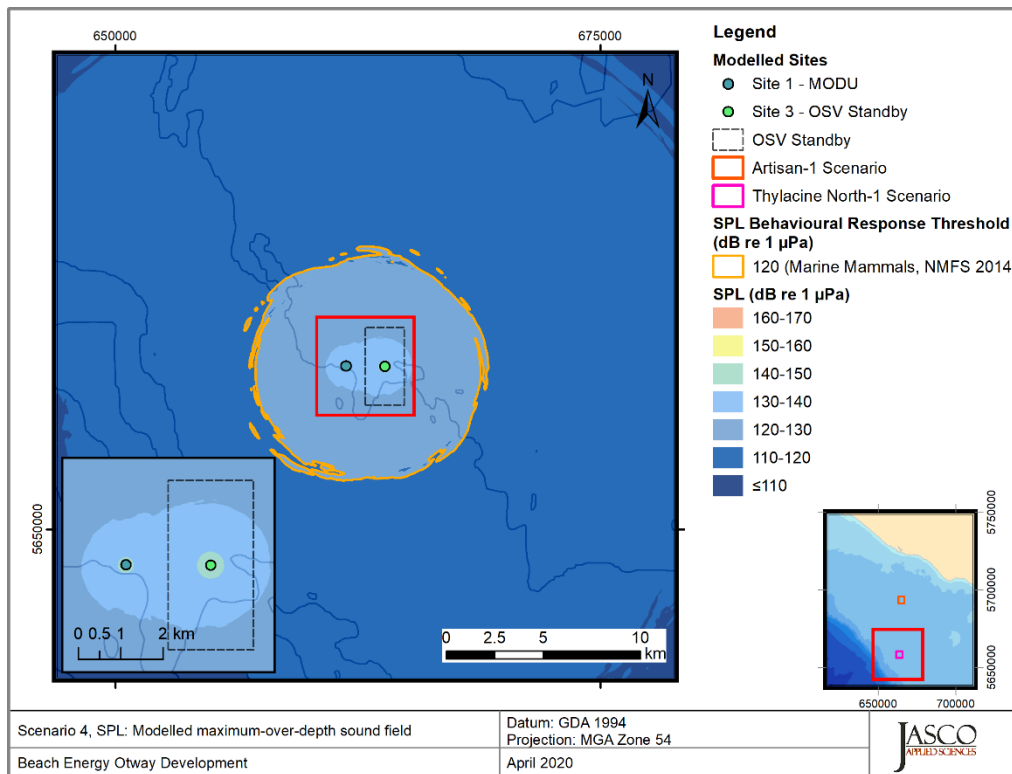 650000
675000
N
5650000
0 0.5 1 2 km
0 2.5 5 10
km
Legend
Modelled Sites
Site 1 - MODU
Site 3 - OSV Standby
OSV Standby
Artisan-1 Scenario
Thylacine North-1 Scenario
SPL Behavioural Response Threshold
(dB re 1 µPa)
120 (Marine Mammals, NMFS 2014
SPL (dB re 1 µPa)
160-170
150-160
140-150
130-140
120-130
110-120
≤110
5750000
5700000
5650000
650000 700000
Scenario 4, SPL: Modelled maximum-over-depth sound field
Datum: GDA 1994
Projection: MGA Zone 54
Beach Energy Otway Development
April 2020
JASCO
APPLIED SCIENCES